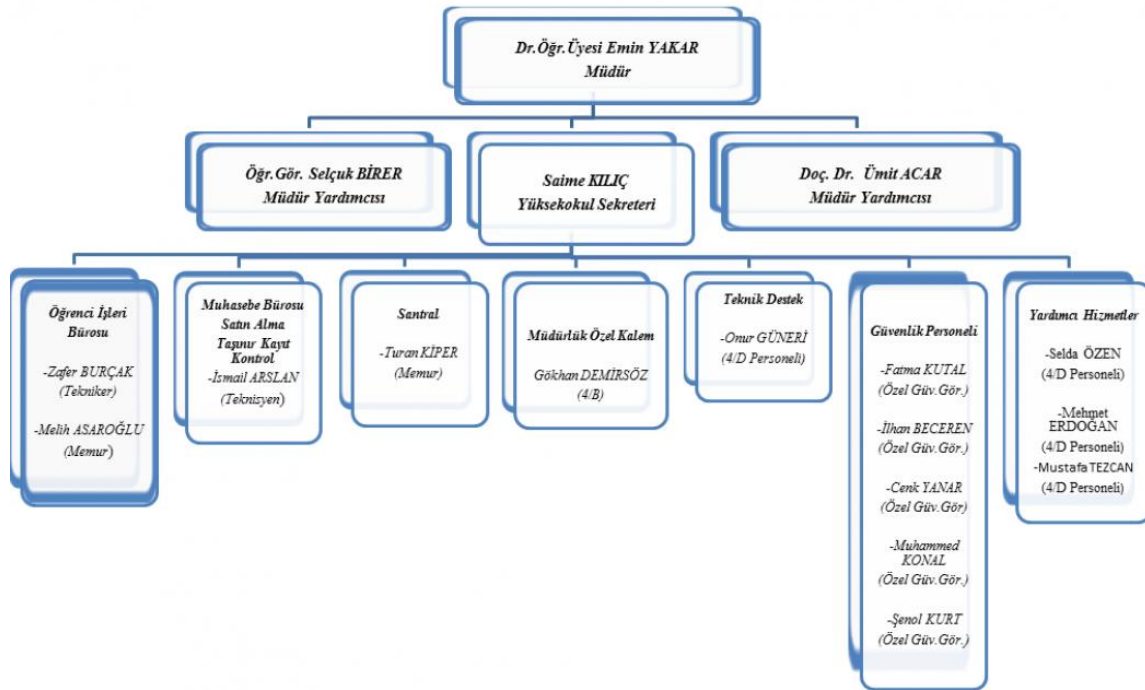 Dr.Öğr.Üyesi Emin YAKAR
Müdür
Öğr.Gör. Selçuk BİRER
Müdür Yardımcısı
Saime KILIÇ
Yüksekokul Sekreteri
Doç. Dr. Ümit ACAR
Müdür Yardımcısı
Öğrenci İşleri
Bürosu
-Zafer BURÇAK
(Tekniker)
-Melih ASAROĞLU
(Memur)
Muhasebe Bürosu
Satın Alma
Taşınır Kayıt
Kontrol
-İsmail ARSLAN
(Teknisyen)
Santral
-Turan KİPER
(Memur)
Müdürlük Özel Kalem
Gökhan DEMİRSÖZ
(4/B)
Teknik Destek
-Onur GÜNERİ
(4/D Personeli)
Güvenlik Personeli
-Fatma KUTAL
(Özel Güv.Gör.)
-İlhan BECEREN
(Özel Güv.Gör.)
-Cenk YANAR
(Özel Güv.Gör)
-Muhammed
KONAL
(Özel Güv.Gör.)
-Şenol KURT
(Özel Güv.Gör.)
Yardımcı Hizmetler
-Selda ÖZEN
(4/D Personeli)
-Mehmet
ERDOĞAN
(4/D Personeli)
-Mustafa TEZCAN
(4/D Personeli)